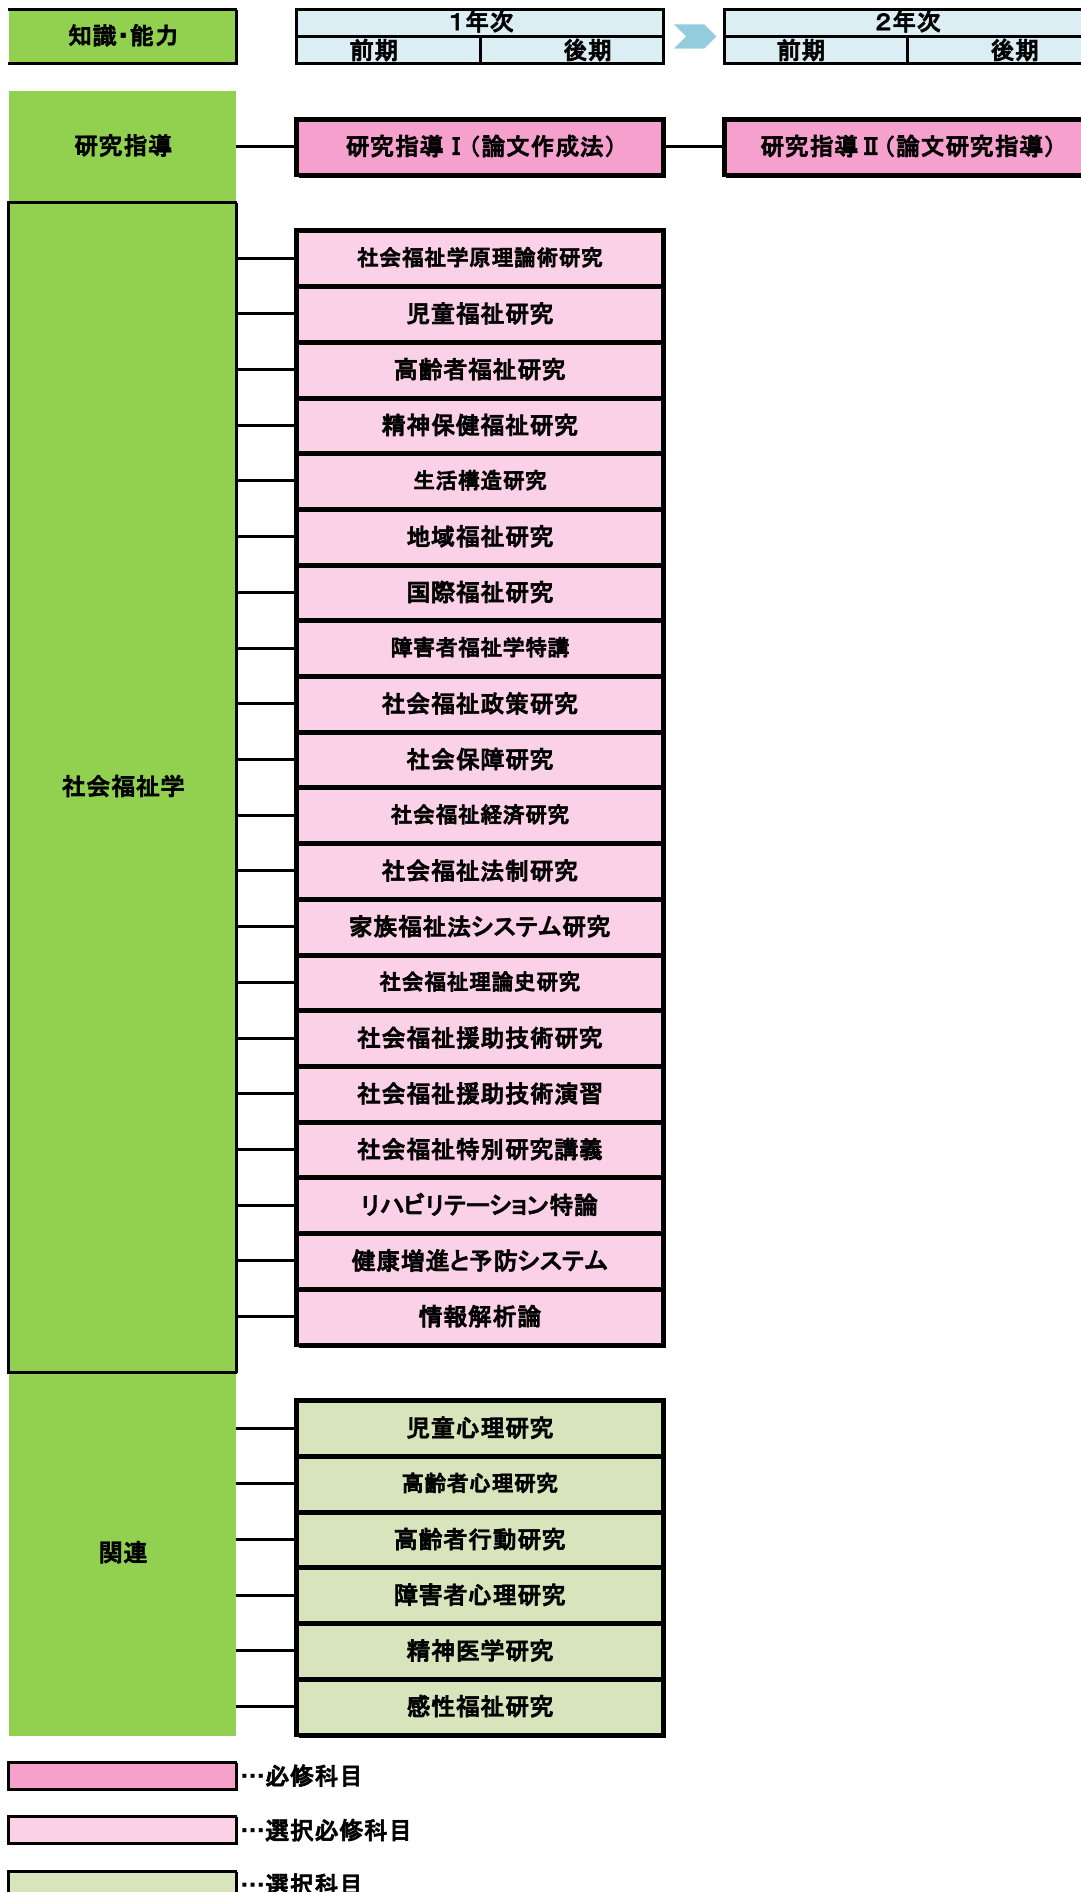 知識・能力
1年次
2年次
前期
後期
前期
後期
研究指導
研究指導Ⅰ（論文作成法）
研究指導Ⅱ（論文研究指導）
社会福祉学
社会福祉学原理論術研究
児童福祉研究
高齢者福祉研究
精神保健福祉研究
生活構造研究
地域福祉研究
国際福祉研究
障害者福祉学特講
社会福祉政策研究
社会保障研究
社会福祉経済研究
社会福祉法制研究
家族福祉法システム研究
社会福祉理論史研究
社会福祉援助技術研究
社会福祉援助技術演習
社会福祉特別研究講義
リハビリテーション特論
健康増進と予防システム
情報解析論
関連
児童心理研究
高齢者心理研究
高齢者行動研究
障害者心理研究
精神医学研究
感性福祉研究
…必修科目
…選択必修科目
…選択科目